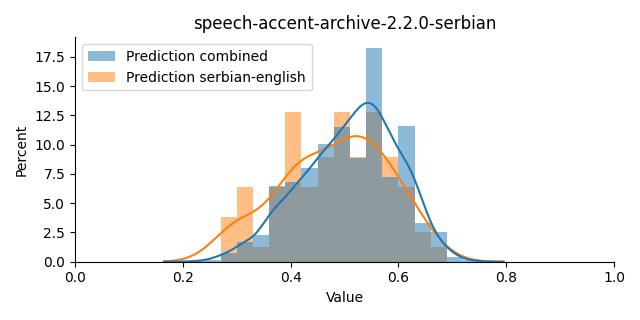 speech-accent-archive-2.2.0-serbian
Prediction combined
Prediction serbian-english
Percent
17.5
15.0
12.5
10.0
7.5
5.0
2.5
0.0
0.0 0.2 0.4 0.6 0.8 1.0
Value